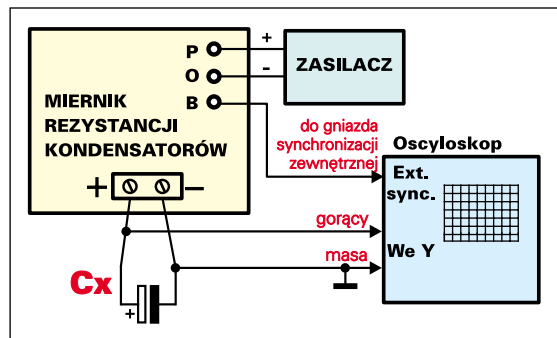 MIERNIK
REZYSTANCJI
KONDENSATORÓW
P
O
B
+
-
ZASILACZ
do gniazda
synchronizacji
zewnętrznej
Oscyloskop
Ext.
sync.
+
−
gorący
We Y
masa
Cx
+